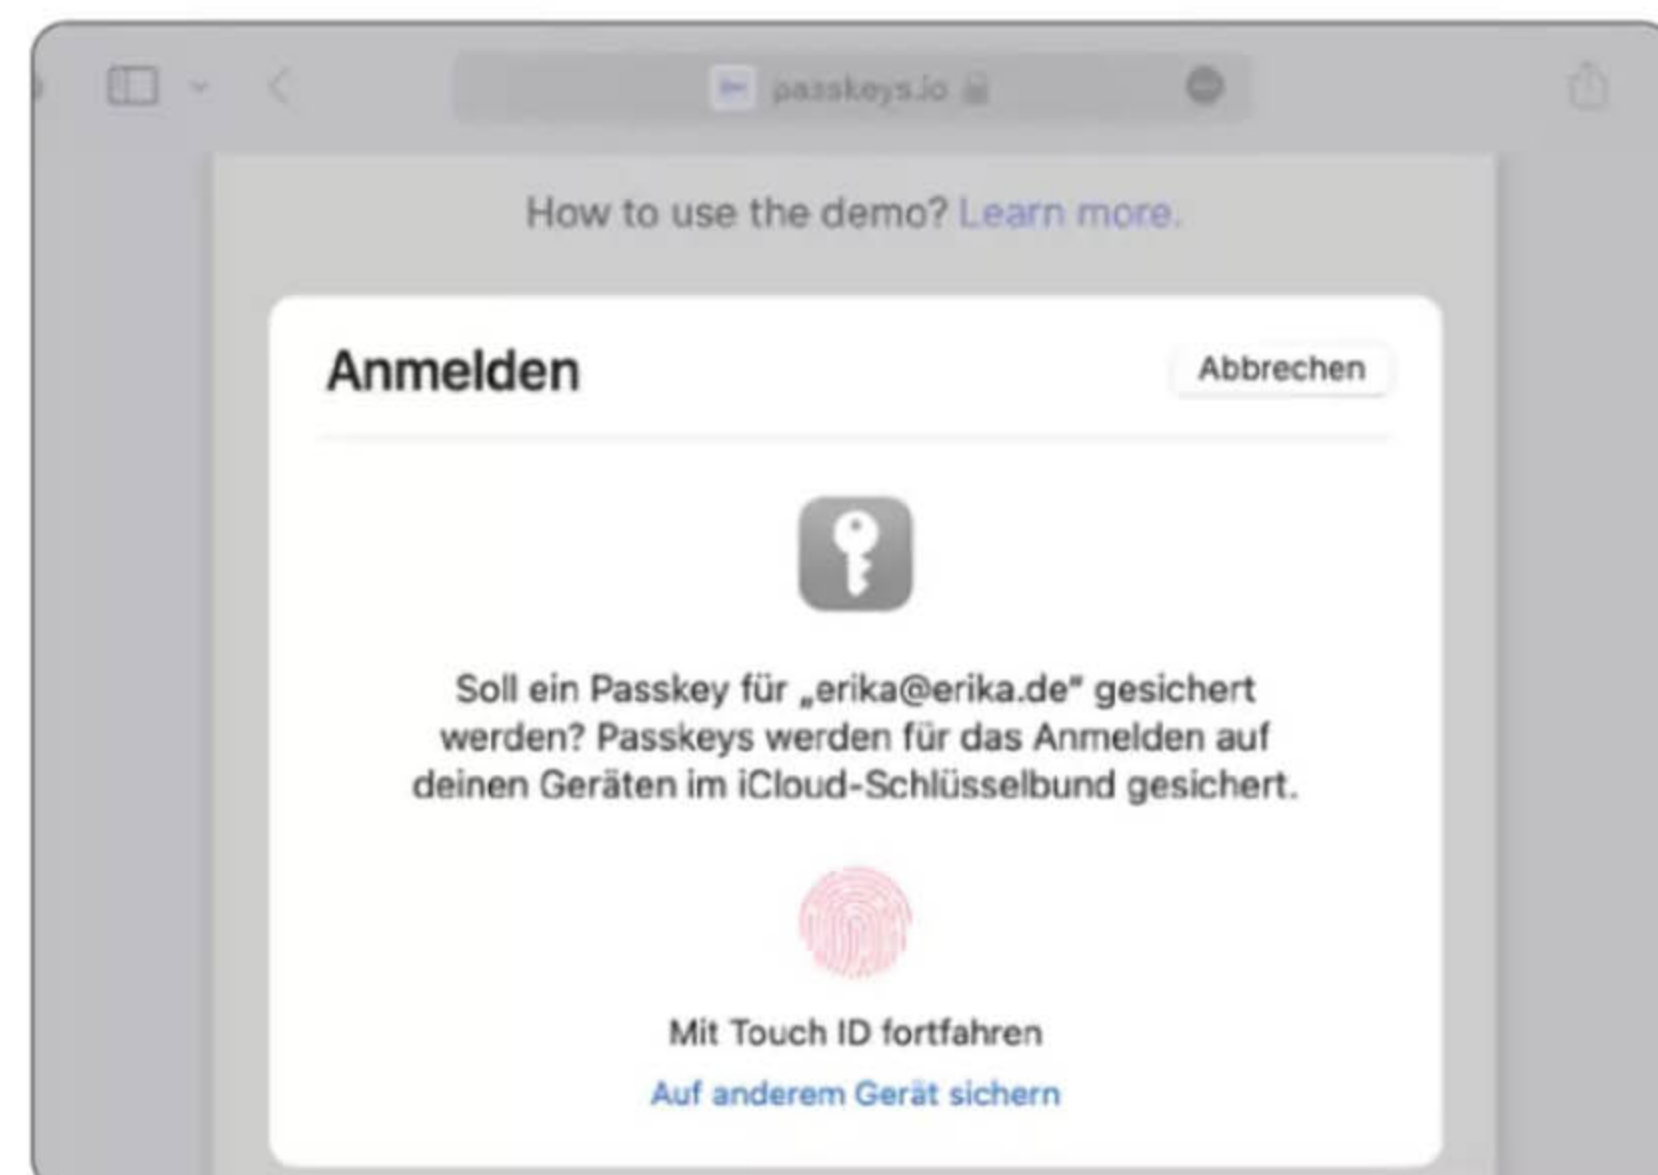 passkeys.io
How to use the demo? Learn more.
Anmelden
Abbrechen
Soll ein Passkey für „erika@erika.de“ gesichert
werden? Passkeys werden für das Anmelden auf
deinen Geräten im iCloud-Schlüsselbund gesichert.
Mit Touch ID fortfahren
Auf anderem Gerät sichern